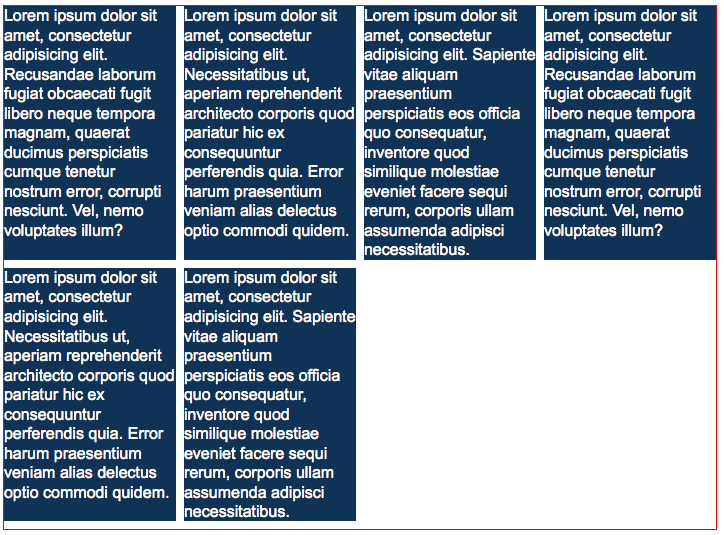 Lorem ipsum dolor sit
amet, consectetur
adipisicing elit.
Recusandae laborum
fugiat obcaecati fugit
libero neque tempora
magnam, quaerat
ducimus perspiciatis
cumque tenetur
nostrum error, corrupti
nesciunt. Vel, nemo
voluptates illum?
Lorem ipsum dolor sit
amet, consectetur
adipisicing elit.
Necessitatibus ut,
aperiam reprehenderit
architecto corporis quod
pariatur hic ex
consequuntur
perferendis quia. Error
harum praesentium
veniam alias delectus
optio commodi quidem.
Lorem ipsum dolor sit
amet, consectetur
adipisicing elit. Sapiente
vitae aliquam
praesentium
perspiciatis eos officia
quo consequatur,
inventore quod
similique molestiae
eveniet facere sequi
rerum, corporis ullam
assumenda adipisci
necessitatibus.
Lorem ipsum dolor sit
amet, consectetur
adipisicing elit.
Recusandae laborum
fugiat obcaecati fugit
libero neque tempora
magnam, quaerat
ducimus perspiciatis
cumque tenetur
nostrum error, corrupti
nesciunt. Vel, nemo
voluptates illum?
Lorem ipsum dolor sit
amet, consectetur
adipisicing elit.
Necessitatibus ut,
aperiam reprehenderit
architecto corporis quod
pariatur hic ex
consequuntur
perferendis quia. Error
harum praesentium
veniam alias delectus
optio commodi quidem.
Lorem ipsum dolor sit
amet, consectetur
adipisicing elit. Sapiente
vitae aliquam
praesentium
perspiciatis eos officia
quo consequatur,
inventore quod
similique molestiae
eveniet facere sequi
rerum, corporis ullam
assumenda adipisci
necessitatibus.